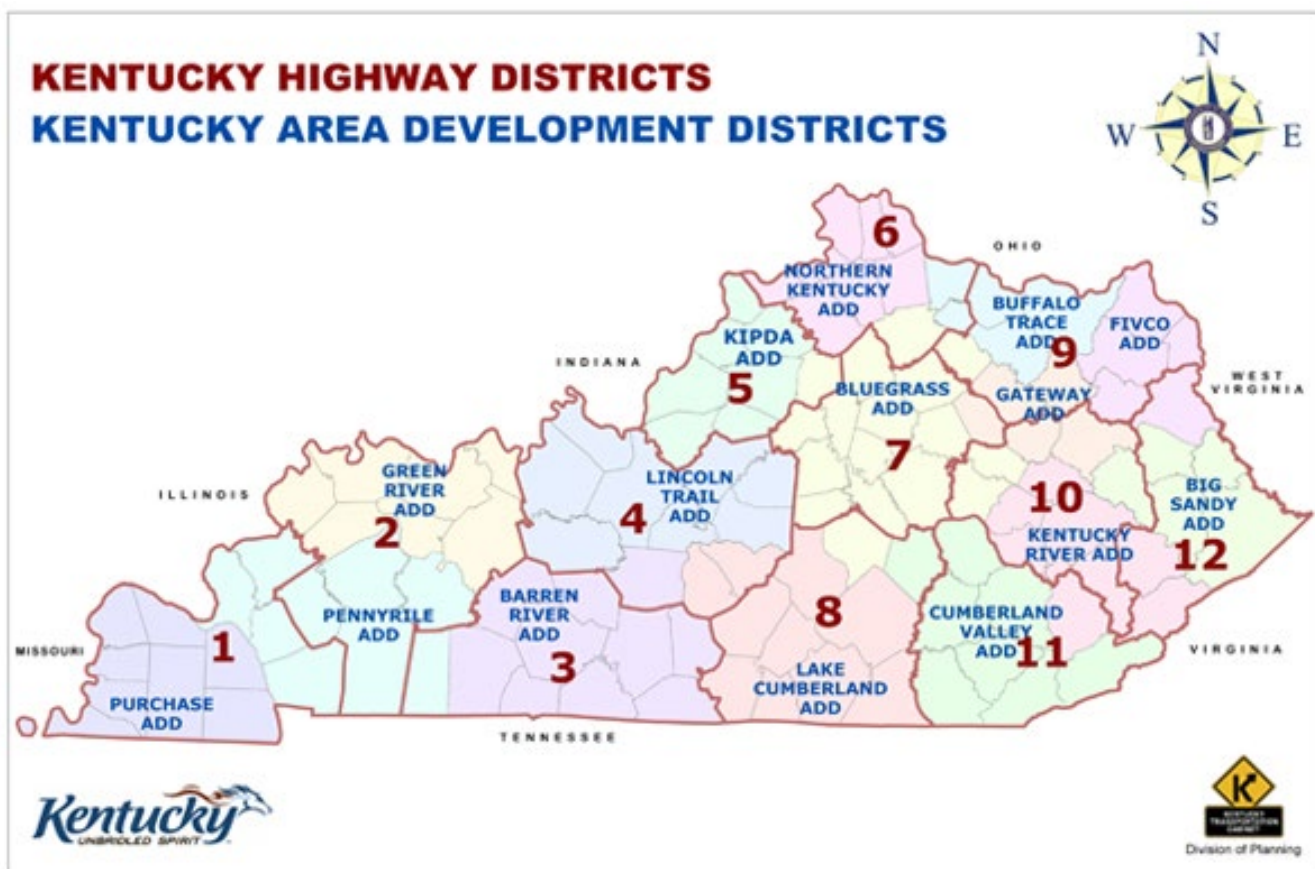 KENTUCKY HIGHWAY DISTRICTS
KENTUCKY AREA DEVELOPMENT DISTRICTS
N
W
E
S
OHIO
6
NORTHERN
KENTUCKY
ADD
BUFFALO
TRACE
ADD
9
FIVCO
ADD
INDIANA
KIPDA
ADD
5
WEST
VIRGINIA
BLUEGRASS
ADD
7
GATEWAY
ADD
ILLINOIS
GREEN
RIVER
ADD
2
LINCOLN
TRAIL
ADD
4
10
BIG
SANDY
ADD
12
KENTUCKY
RIVER ADD
PENNYRILE
ADD
BARREN
RIVER
ADD
3
8
CUMBERLAND
VALLEY
ADD
11
MISSOURI
1
VIRGINIA
PURCHASE
ADD
LAKE
CUMBERLAND
ADD
TENNESSEE
Kentucky
UNBRIDLED SPIRIT
K
KENTUCKY
TRANSPORTATION
CABINET
Division of Planning